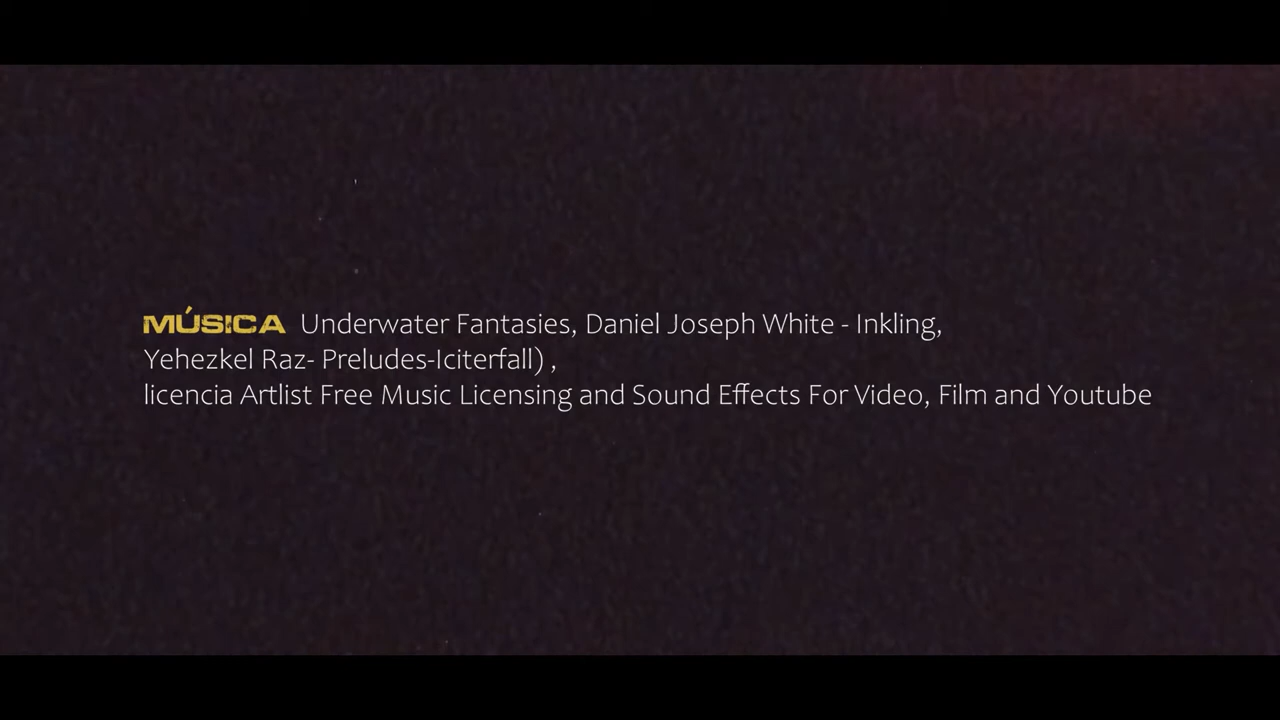 MÚSICA Underwater Fantasies, Daniel Joseph White - Inkling,
Yehezkel Raz- Preludes-Iciterfall) ,
licencia Artlist Free Music Licensing and Sound Effects For Video, Film and Youtube